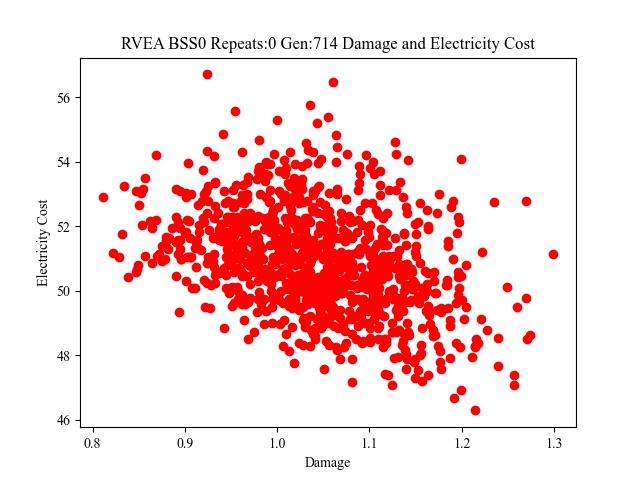 RVEA BSS0 Repeats:0 Gen:714 Damage and Electricity Cost
56
54
52
50
48
46
Electricity Cost
0.8 0.9 1.0 1.1 1.2 1.3
Damage